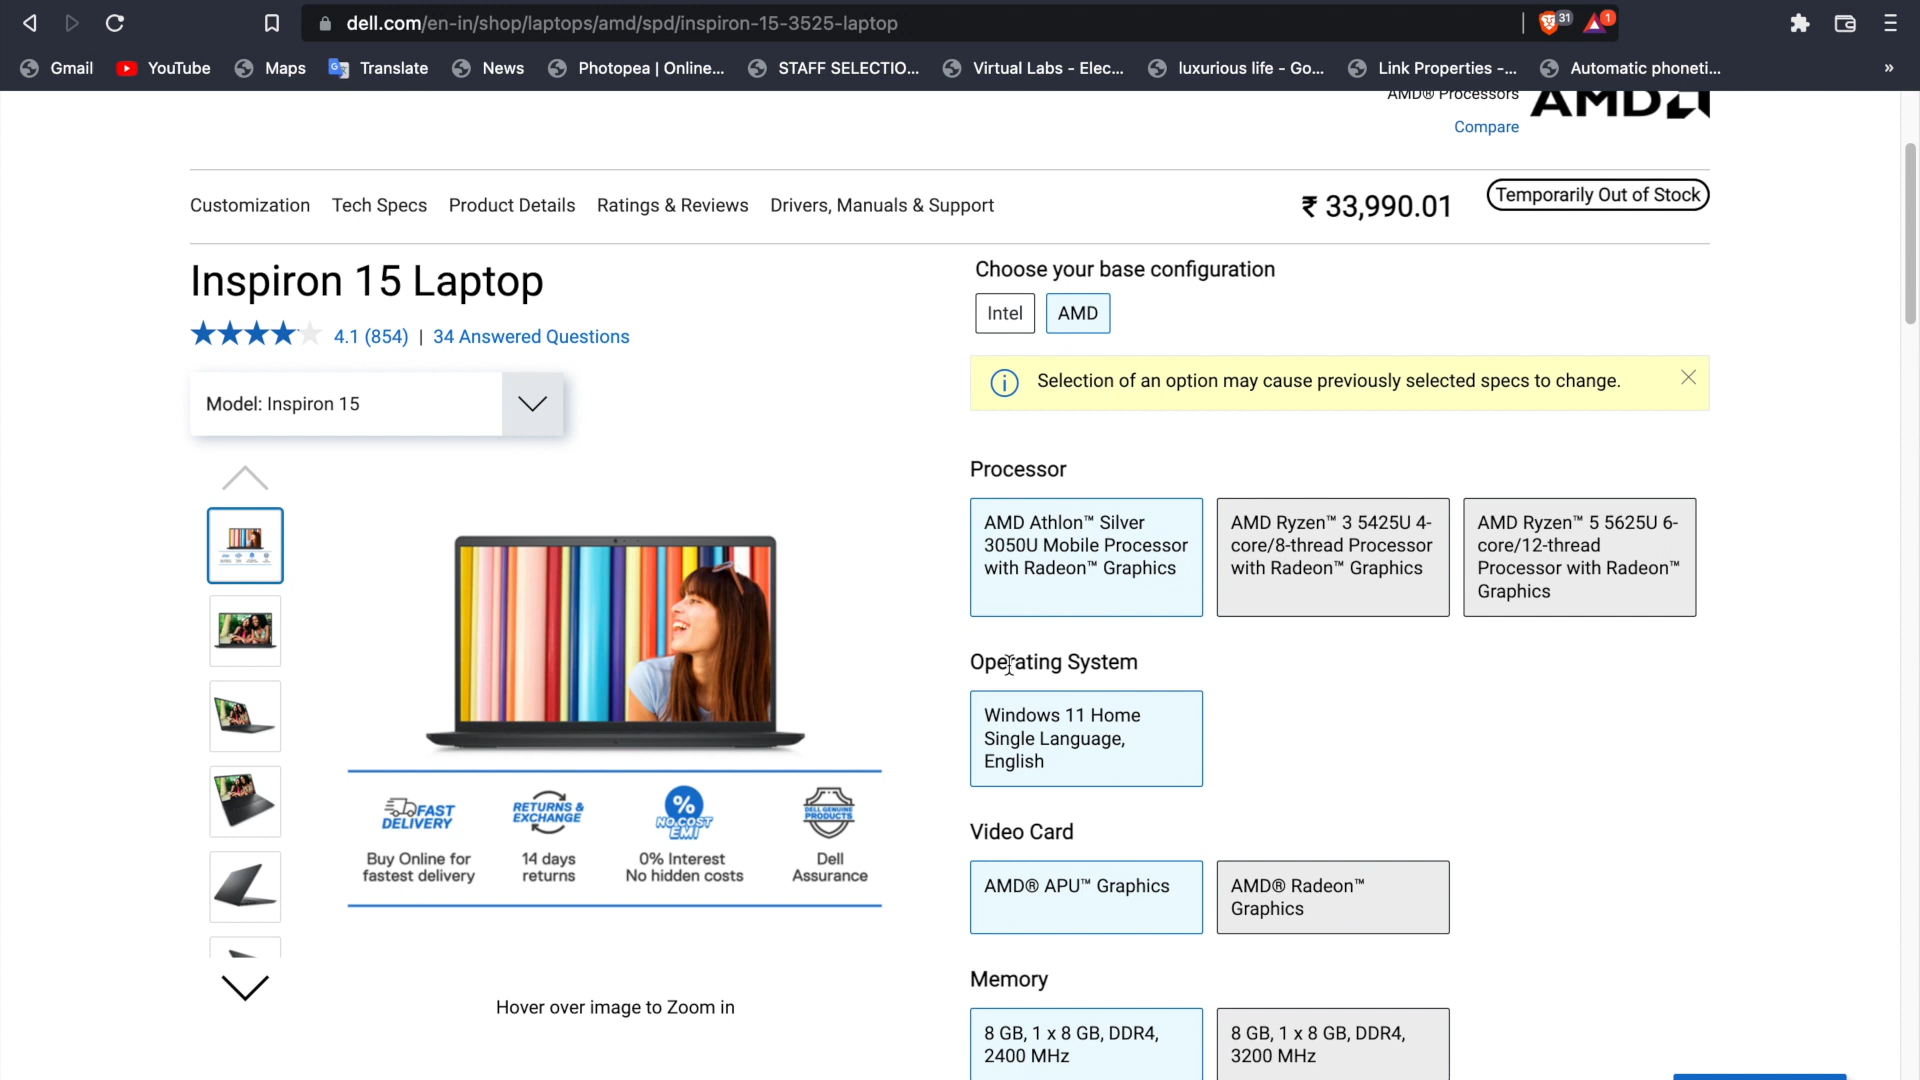 dell.com/en-in/shop/laptops/amd/spd/inspiron-15-3525-laptop
31
1
Gmail
YouTube
Maps
Translate
News
Photopea | Online...
STAFF SELECTIO...
Virtual Labs - Elec...
luxurious life - Go...
Link Properties -...
Automatic phoneti...
»
AMD® Processors
AMD
Compare
Customization
Tech Specs
Product Details
Ratings & Reviews
Drivers, Manuals & Support
₹ 33,990.01
Temporarily Out of Stock
Inspiron 15 Laptop
4.1 (854) | 34 Answered Questions
Model: Inspiron 15
FAST
DELIVERY
Buy Online for
fastest delivery
RETURNS &
EXCHANGE
14 days
returns
%
NO COST
EMI
0% Interest
No hidden costs
DELL GENUINE
PRODUCTS
Dell
Assurance
Hover over image to Zoom in
Choose your base configuration
Intel
AMD
Selection of an option may cause previously selected specs to change.
Processor
AMD Athlon™ Silver
3050U Mobile Processor
with Radeon™ Graphics
AMD Ryzen™ 3 5425U 4-
core/8-thread Processor
with Radeon™ Graphics
AMD Ryzen™ 5 5625U 6-
core/12-thread
Processor with Radeon™
Graphics
Operating System
Windows 11 Home
Single Language,
English
Video Card
AMD® APU™ Graphics
AMD® Radeon™
Graphics
Memory
8 GB, 1 x 8 GB, DDR4,
2400 MHz
8 GB, 1 x 8 GB, DDR4,
3200 MHz